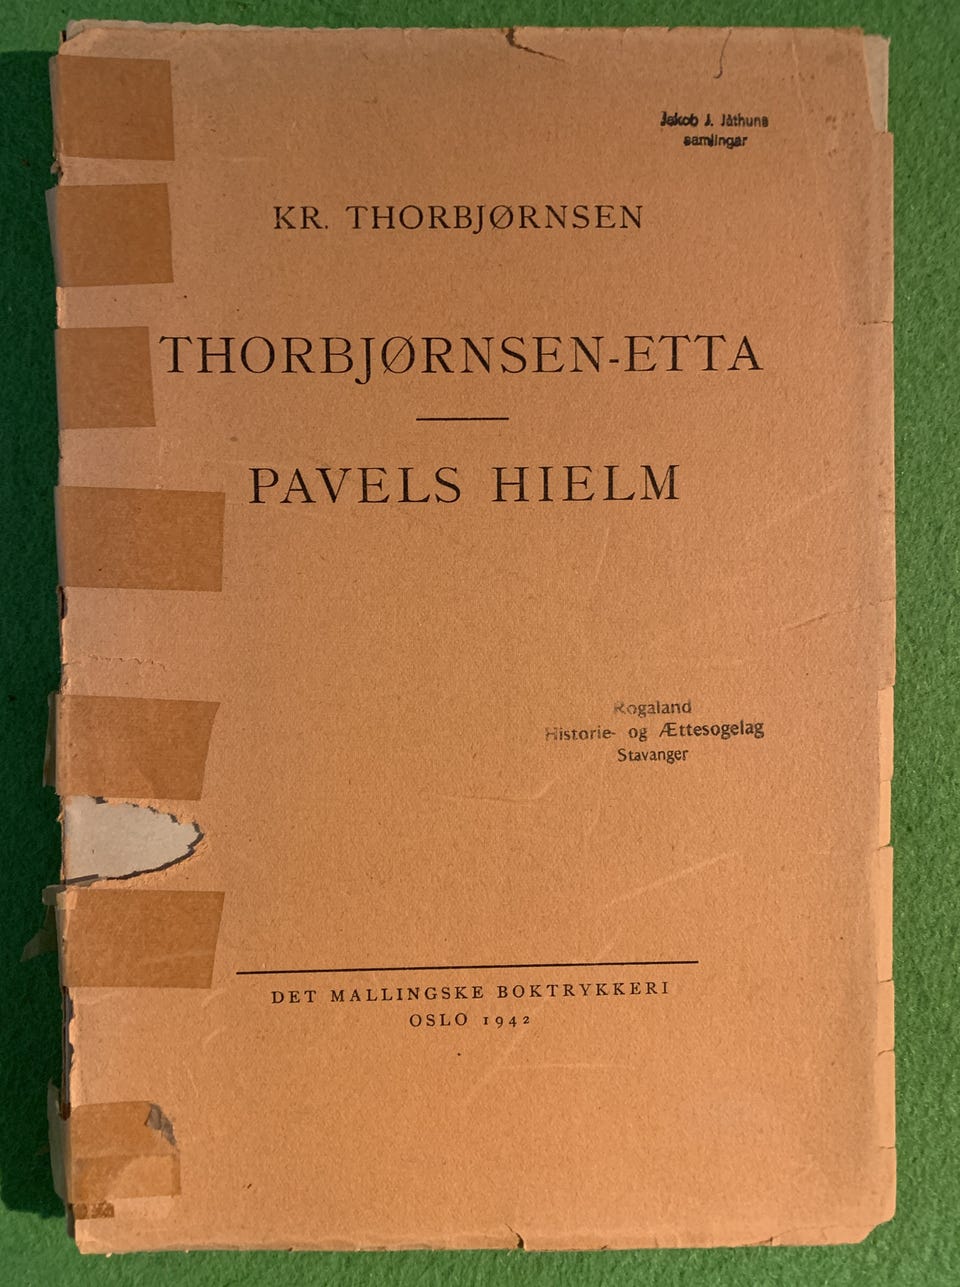 Jakob J. Jåthuns
samlingar
KR. THORBJØRNSEN
THORBJØRNSEN-ETTA
PAVELS HIELM
Rogaland
Historie- og Ættesogelag
Stavanger
DET MALLINGSKE BOKTRYKKERI
OSLO 1942